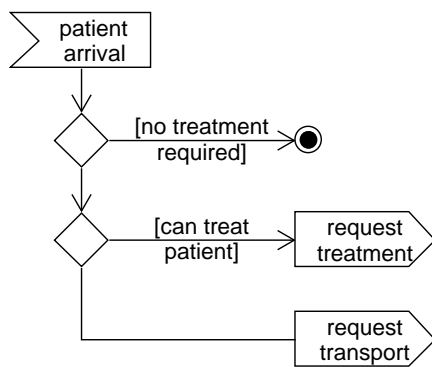 patient
arrival
[no treatment
required]
[can treat
patient]
request
treatment
request
transport